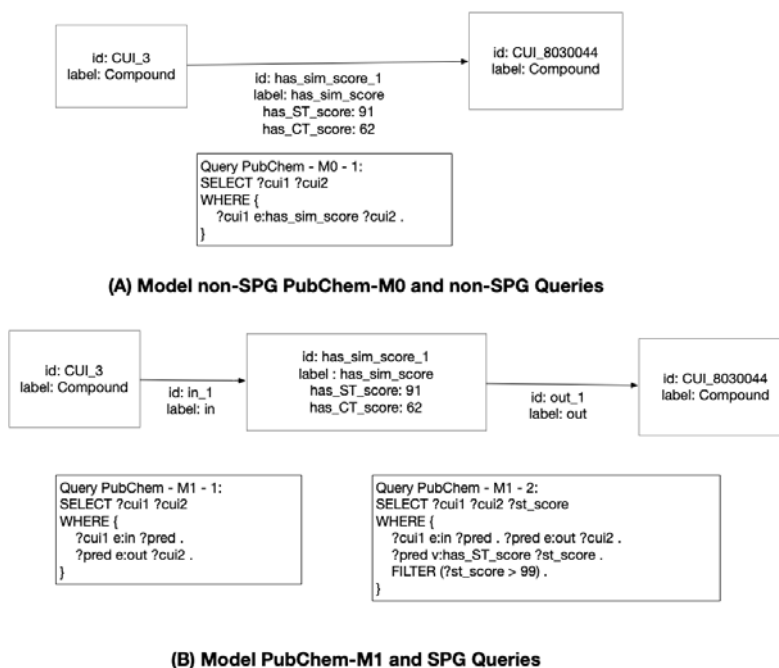 id: CUI_3
label: Compound
id: has_sim_score_1
label: has_sim_score
has_ST_score: 91
has_CT_score: 62
id: CUI_8030044
label: Compound
Query PubChem - M0 - 1:
SELECT ?cui1 ?cui2
WHERE {
?cui1 e:has_sim_score ?cui2 .
}
(A) Model non-SPG PubChem-M0 and non-SPG Queries
id: CUI_3
label: Compound
id: in_1
label: in
id: has_sim_score_1
label : has_sim_score
has_ST_score: 91
has_CT_score: 62
id: out_1
label: out
id: CUI_8030044
label: Compound
Query PubChem - M1 - 1:
SELECT ?cui1 ?cui2
WHERE {
?cui1 e:in ?pred .
?pred e:out ?cui2 .
}
Query PubChem - M1 - 2:
SELECT ?cui1 ?cui2 ?st_score
WHERE {
?cui1 e:in ?pred . ?pred e:out ?cui2 .
?pred v:has_ST_score ?st_score .
FILTER (?st_score > 99) .
}
(B) Model PubChem-M1 and SPG Queries